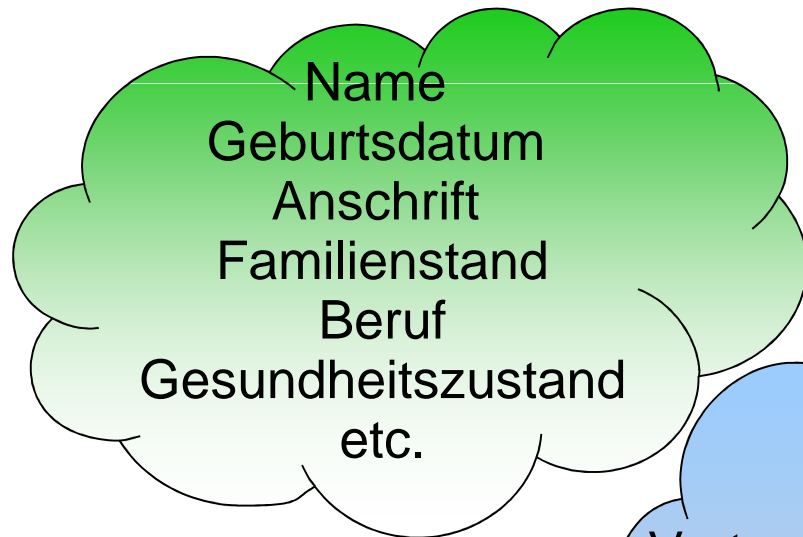 Name
Geburtsdatum
Anschrift
Familienstand
Beruf
Gesundheitszustand
etc.